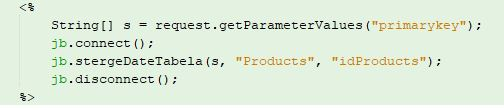 <%
String[] s = request.getParameterValues("primarykey");
jb.connect();
jb.stergeDateTabela(s, "Products", "idProducts");
jb.disconnect();
%>